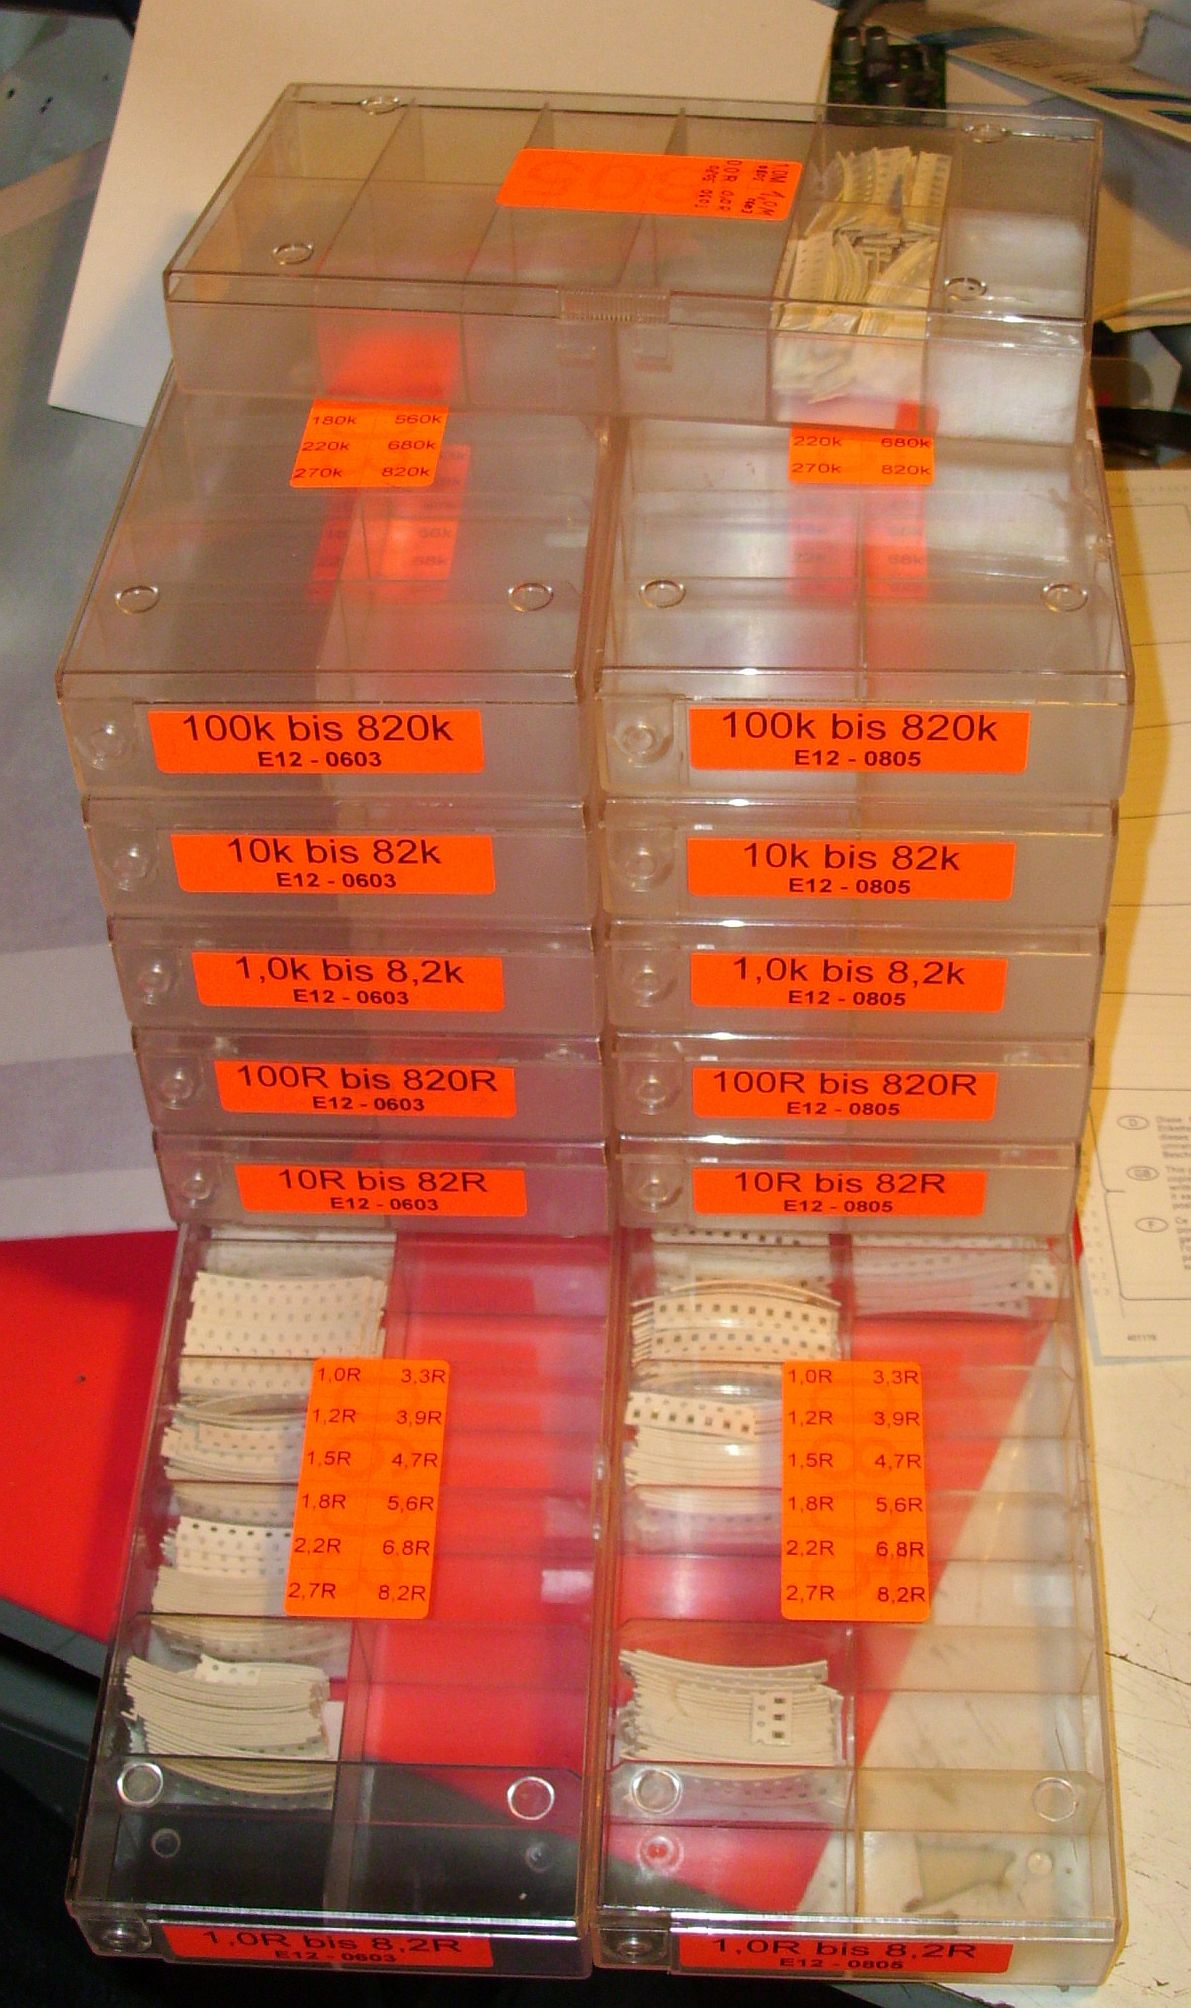 180k 560k
220k 680k
270k 820k
220k 680k
270k 820k
56k
68k
68k
100k bis 820k
E12 - 0603
100k bis 820k
E12 - 0805
10k bis 82k
E12 - 0603
10k bis 82k
E12 - 0805
1,0k bis 8,2k
E12 - 0603
1,0k bis 8,2k
E12 - 0805
100R bis 820R
E12 - 0603
100R bis 820R
E12 - 0805
10R bis 82R
E12 - 0603
10R bis 82R
E12 - 0805
1,0R 3,3R
1,2R 3,9R
1,5R 4,7R
1,8R 5,6R
2,2R 6,8R
2,7R 8,2R
1,0R 3,3R
1,2R 3,9R
1,5R 4,7R
1,8R 5,6R
2,2R 6,8R
2,7R 8,2R
1,0R bis 8,2R
E12 - 0603
1,0R bis 8,2R
E12 - 0805
D
GB
F